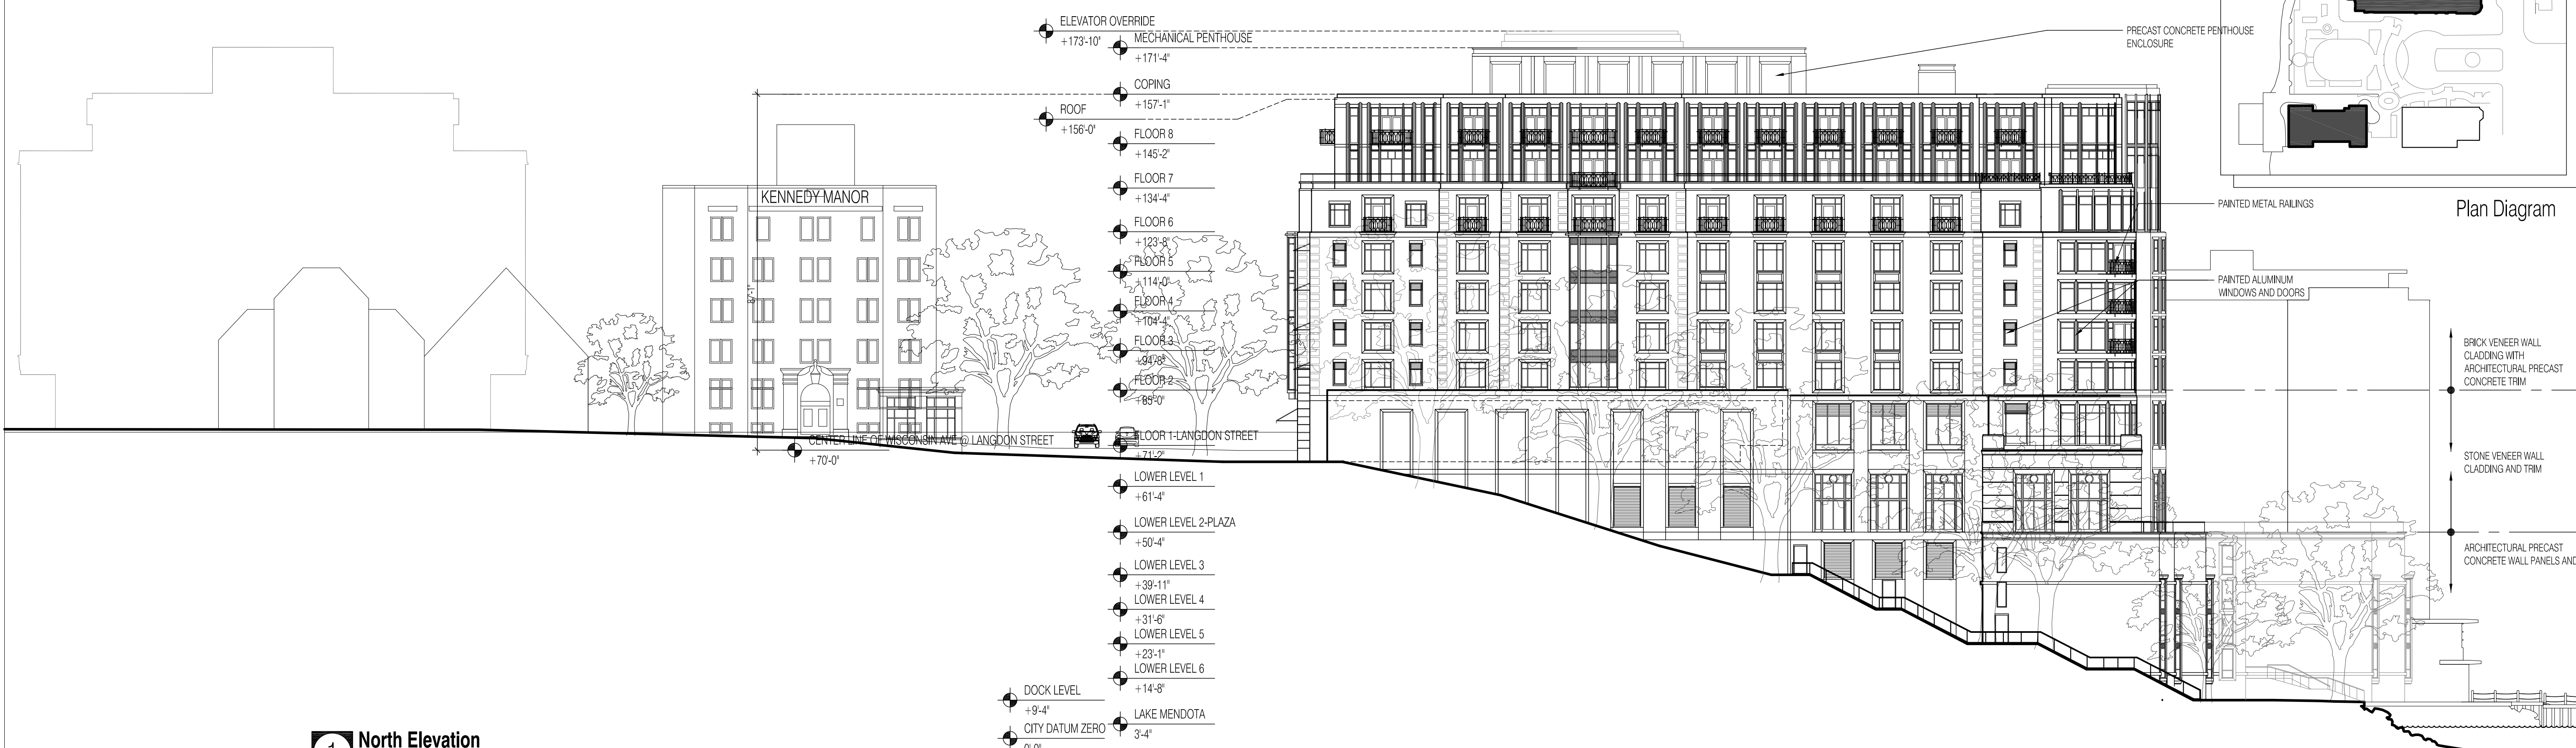 ELEVATOR OVERRIDE
+173'-10"
MECHANICAL PENTHOUSE
+171'-4"
COPING
+157'-1"
ROOF
+156'-0"
FLOOR 8
+145'-2"
FLOOR 7
+134'-4"
FLOOR 6
+123'-8"
FLOOR 5
+114'-0"
FLOOR 4
+104'-4"
FLOOR 3
+94'-8"
FLOOR 2
+85'-0"
FLOOR 1-LANGDON STREET
+71'-2"
LOWER LEVEL 1
+61'-4"
LOWER LEVEL 2-PLAZA
+50'-4"
LOWER LEVEL 3
+39'-11"
LOWER LEVEL 4
+31'-6"
LOWER LEVEL 5
+23'-1"
LOWER LEVEL 6
+14'-8"
DOCK LEVEL
+9'-4"
LAKE MENDOTA
3'-4"
CITY DATUM ZERO
KENNEDY MANOR
87'-1"
CENTER LINE OF WISCONSIN AVE @ LANGDON STREET
+70'-0"
PRECAST CONCRETE PENTHOUSE
ENCLOSURE
PAINTED METAL RAILINGS
Plan Diagram
PAINTED ALUMINUM
WINDOWS AND DOORS
BRICK VENEER WALL
CLADDING WITH
ARCHITECTURAL PRECAST
CONCRETE TRIM
STONE VENEER WALL
CLADDING AND TRIM
ARCHITECTURAL PRECAST
CONCRETE WALL PANELS AND
1
North Elevation